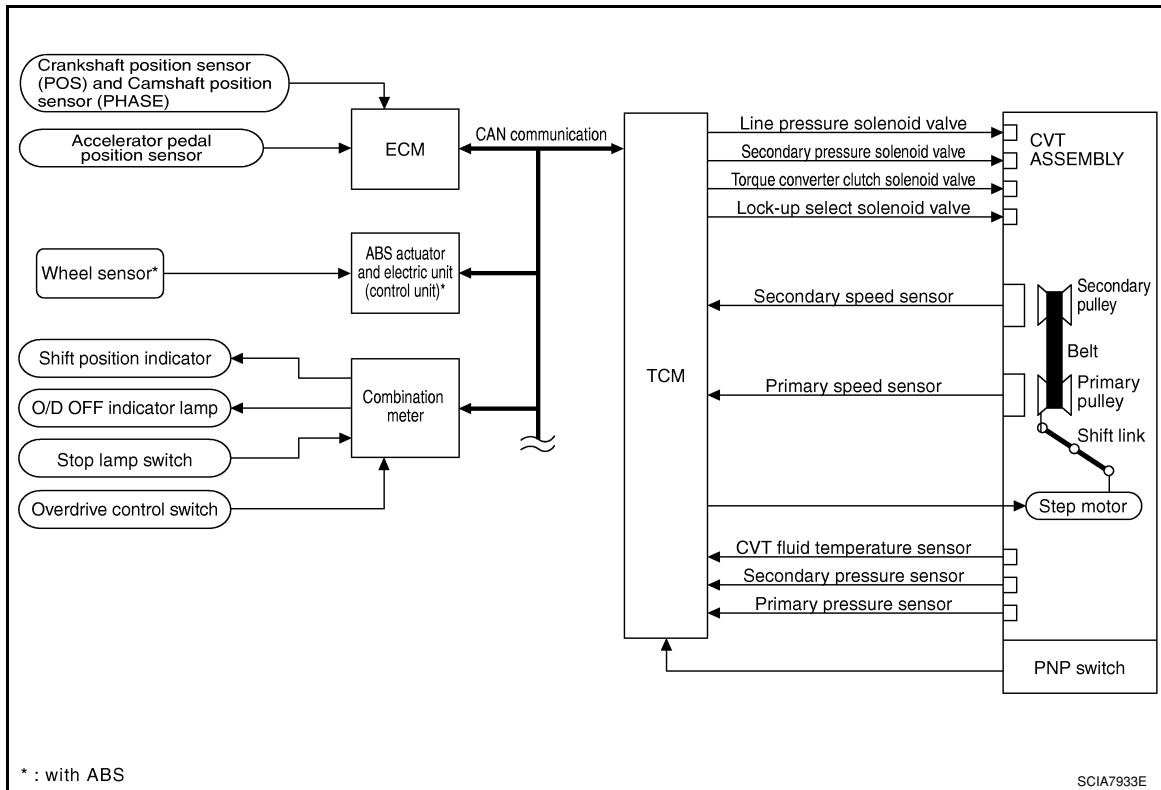 Crankshaft position sensor
(POS) and Camshaft position
sensor (PHASE)
Accelerator pedal
position sensor
ECM
CAN communication
Wheel sensor*
ABS actuator
and electric unit
(control unit)*
Shift position indicator
O/D OFF indicator lamp
Stop lamp switch
Overdrive control switch
Combination
meter
TCM
Line pressure solenoid valve
Secondary pressure solenoid valve
Torque converter clutch solenoid valve
Lock-up select solenoid valve
Secondary speed sensor
Primary speed sensor
CVT fluid temperature sensor
Secondary pressure sensor
Primary pressure sensor
CVT
ASSEMBLY
Secondary
pulley
Belt
Primary
pulley
Shift link
Step motor
PNP switch
* : with ABS
SCIA7933E